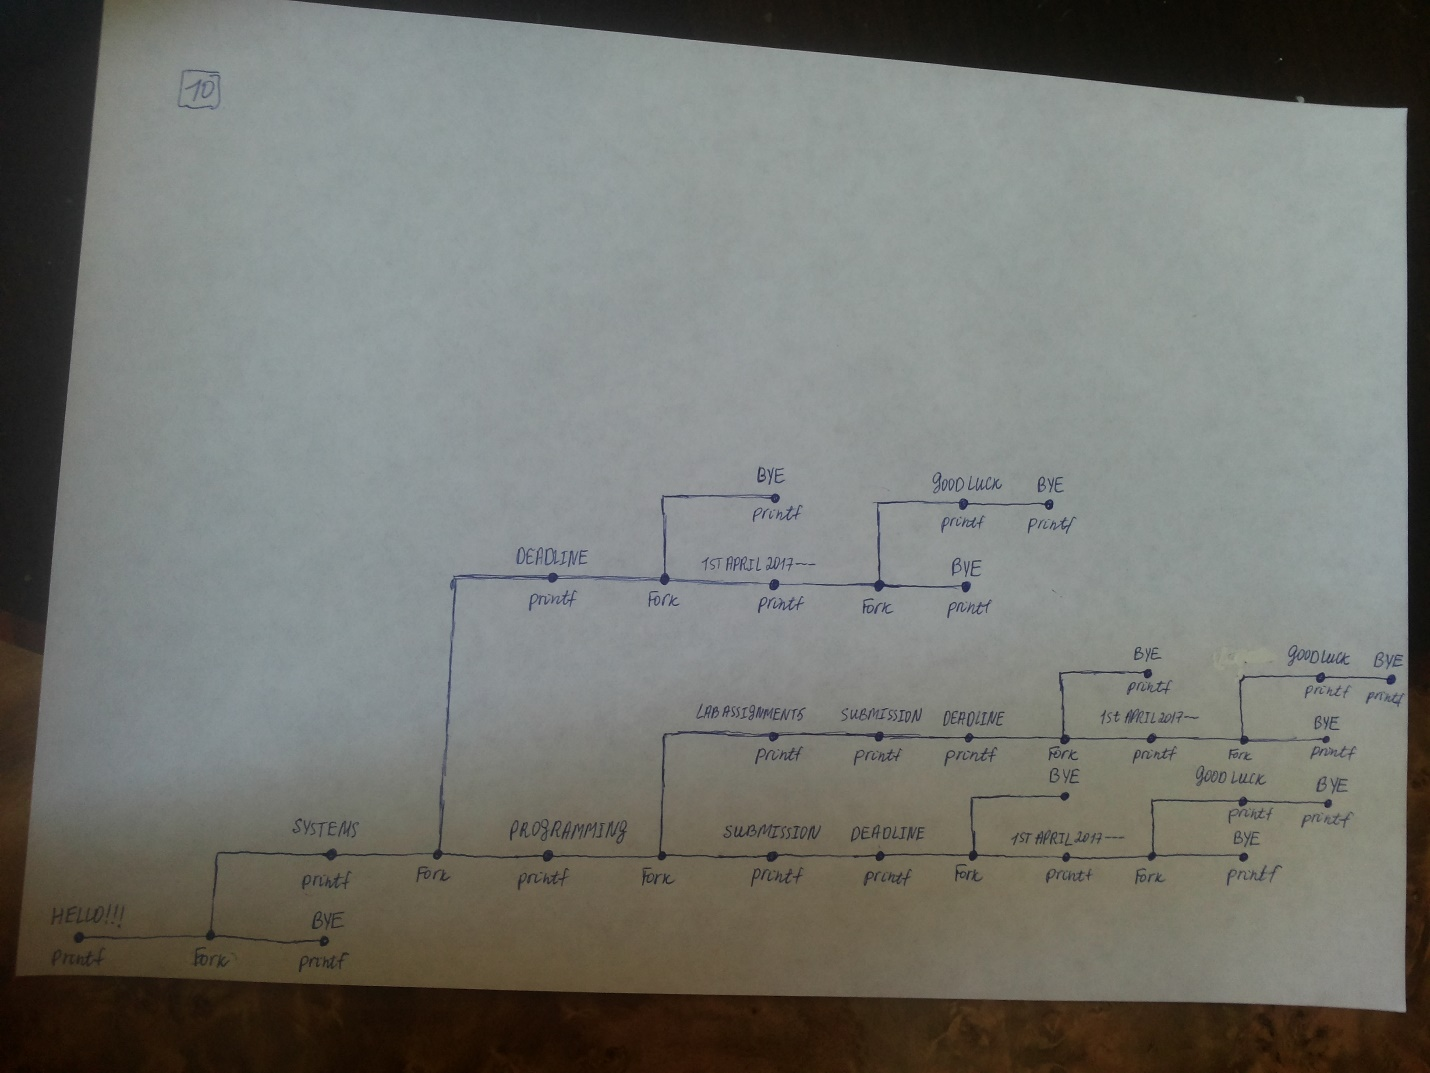 10
BYE
printf
GOOD LUCK BYE
printf printf
DEADLINE 1ST APRIL 2017--- BYE
printf Fork printf Fork printf
BYE
printf
GOOD LUCK BYE
printf printf
LAB ASSIGNMENTS SUBMISSION DEADLINE 1st APRIL 2017— BYE
printf printf printf Fork printf Fork printf
BYE
GOOD LUCK BYE
printf printf
SYSTEMS PROGRAMMING SUBMISSION DEADLINE 1ST APRIL 2017--- BYE
printf Fork printf Fork printf printf Fork printf Fork printf
HELLO!!! BYE
printf Fork printf